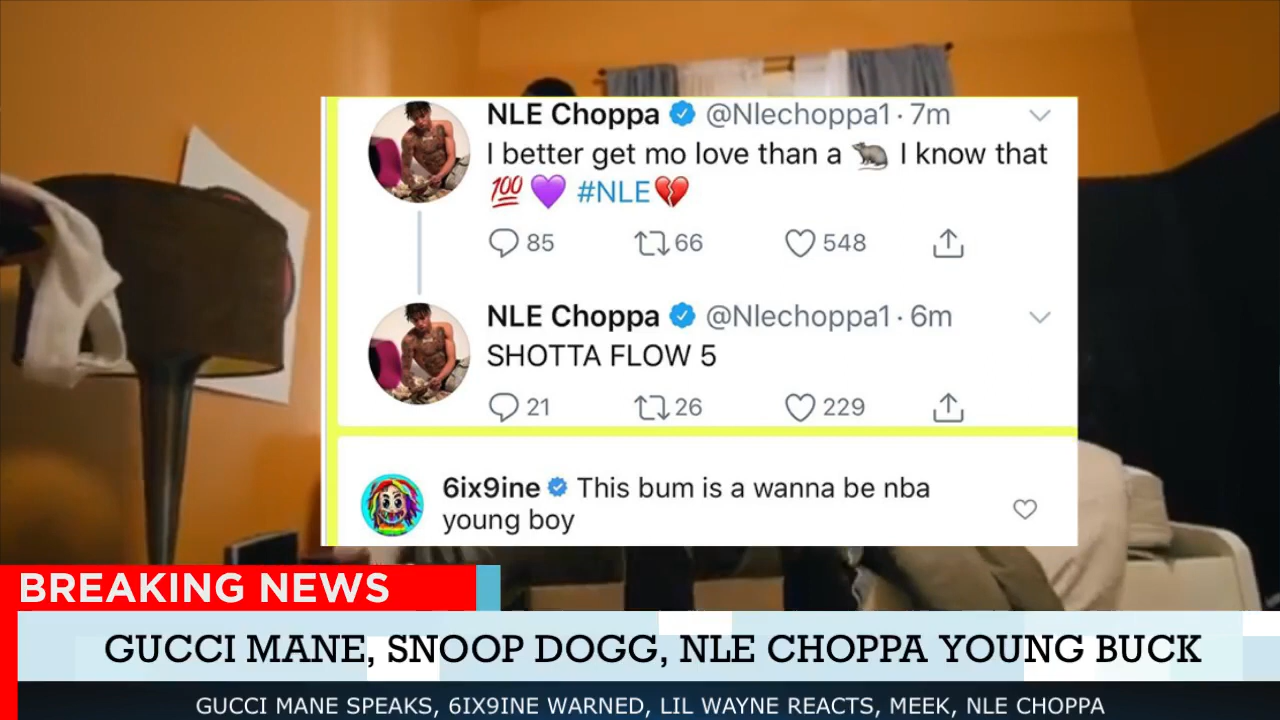 NLE Choppa @Nlechoppa1 · 7m
I better get mo love than a 🐀 I know that
💯💜 #NLE💔
85 66 548
NLE Choppa @Nlechoppa1 · 6m
SHOTTA FLOW 5
21 26 229
6ix9ine This bum is a wanna be nba
young boy
BREAKING NEWS
GUCCI MANE, SNOOP DOGG, NLE CHOPPA YOUNG BUCK
GUCCI MANE SPEAKS, 6IX9INE WARNED, LIL WAYNE REACTS, MEEK, NLE CHOPPA